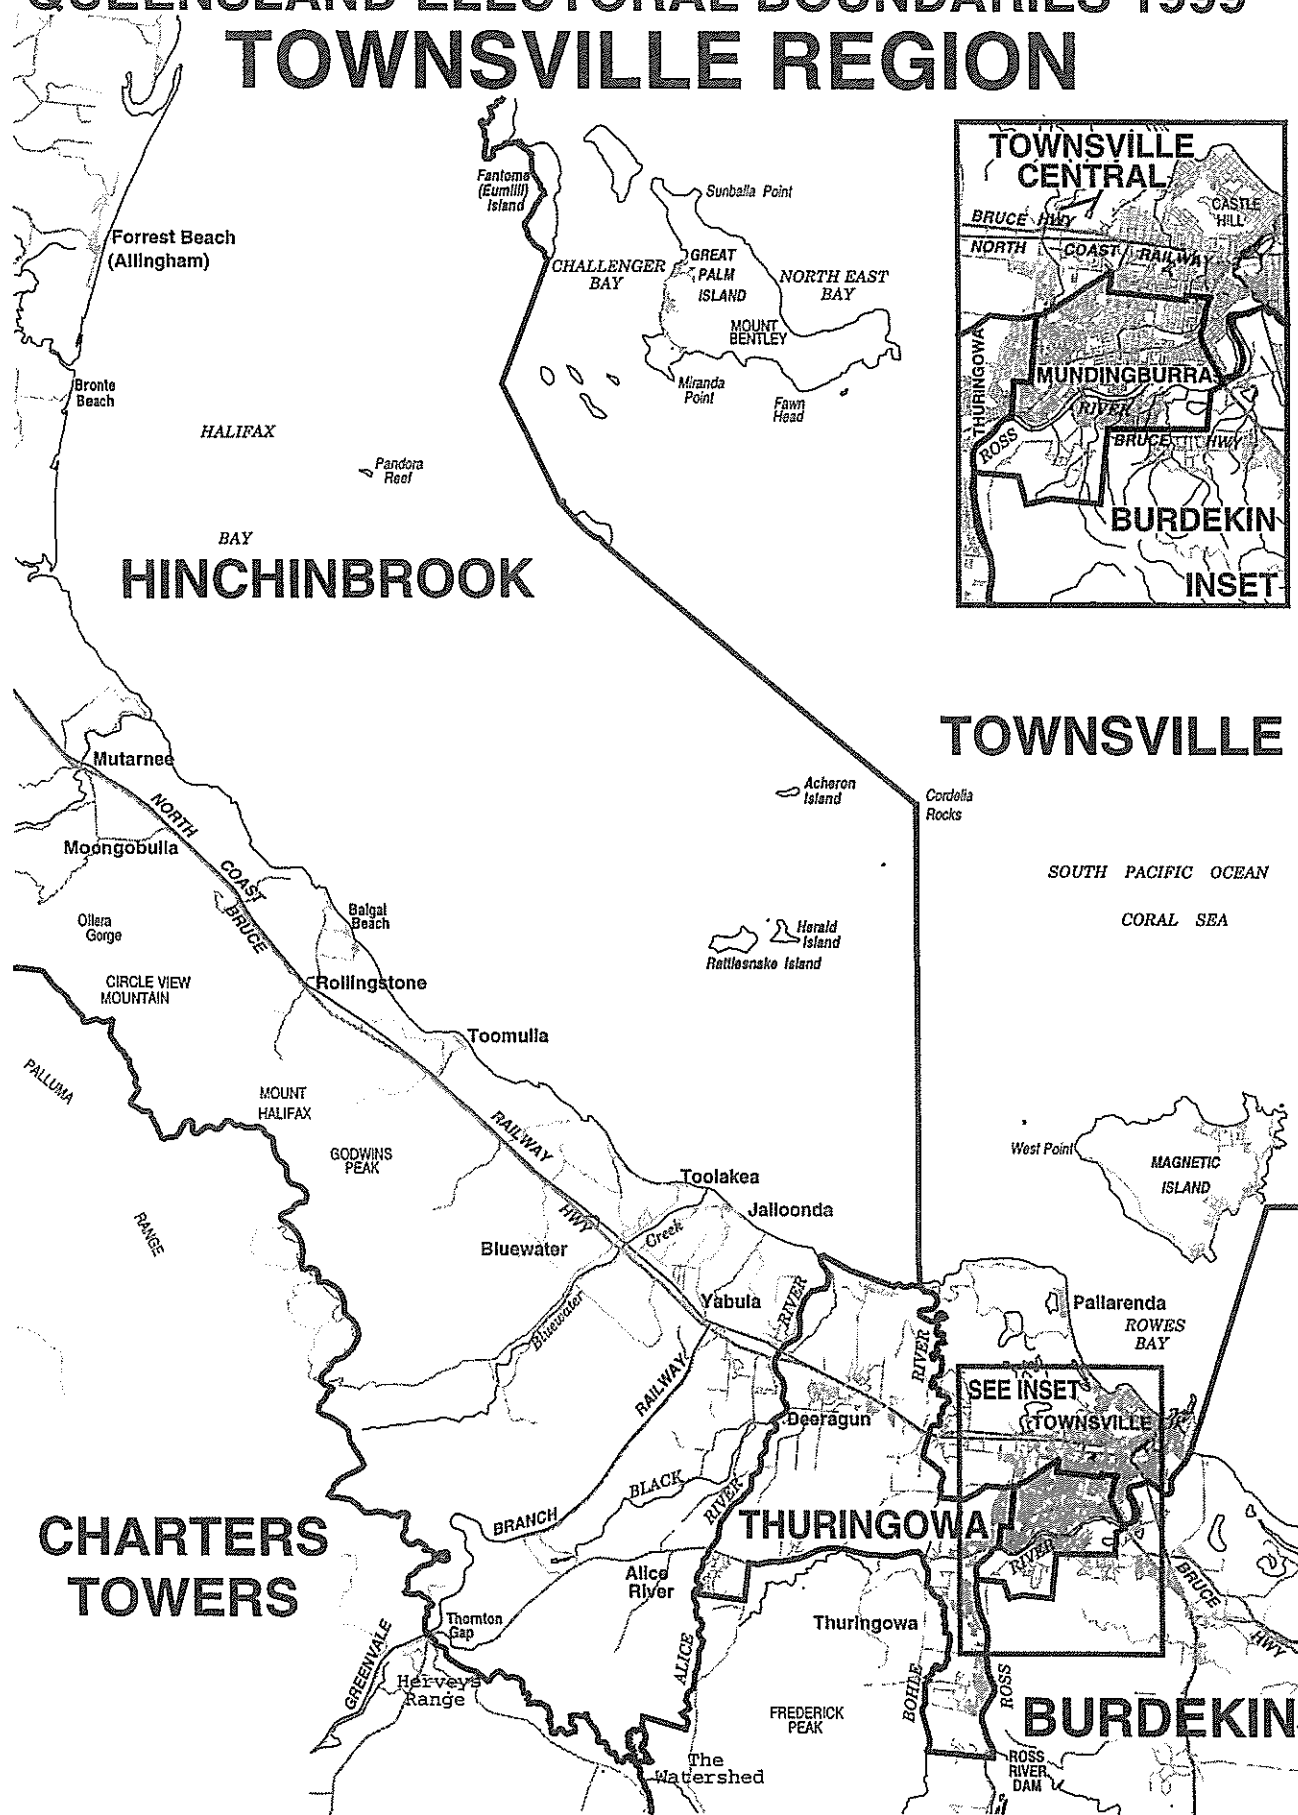 QUEENSLAND ELECTORAL BOUNDARIES 1999
TOWNSVILLE REGION
Fantome
(Eumilli)
Island
Sunballa Point
Forrest Beach
(Allingham)
CHALLENGER
BAY
GREAT
PALM
ISLAND
NORTH EAST
BAY
MOUNT
BENTLEY
Miranda
Point
Fawn
Head
Bronte
Beach
HALIFAX
BAY
Pandora
Reef
HINCHINBROOK
TOWNSVILLE
CENTRAL
CASTLE
HILL
BRUCE HWY
NORTH COAST RAILWAY
THURINGOWA
MUNDINGBURRA
RIVER
ROSS
BRUCE HWY
BURDEKIN
INSET
TOWNSVILLE
Mutarnee
NORTH
COAST
BRUCE
Moongobulla
Acheron
Island
Cordelia
Rocks
SOUTH PACIFIC OCEAN
CORAL SEA
Ollera
Gorge
Balgal
Beach
Herald
Island
Rattlesnake Island
CIRCLE VIEW
MOUNTAIN
Rollingstone
Toomulla
PALLUMA
RANGE
MOUNT
HALIFAX
GODWINS
PEAK
RAILWAY
HWY
West Point
MAGNETIC
ISLAND
Toolakea
Jalloonda
Bluewater
Creek
Bluewater
Yabula
RIVER
RIVER
Pallarenda
ROWES
BAY
SEE INSET
TOWNSVILLE
RAILWAY
Deeragun
BLACK
RIVER
BRANCH
THURINGOWA
RIVER
CHARTERS
TOWERS
Alice
River
BRUCE
HWY
Thornton
Gap
Thuringowa
GREENVALE
Herveys
Range
ALICE
BOHLE
ROSS
FREDERICK
PEAK
BURDEKIN
The
Watershed
ROSS
RIVER
DAM